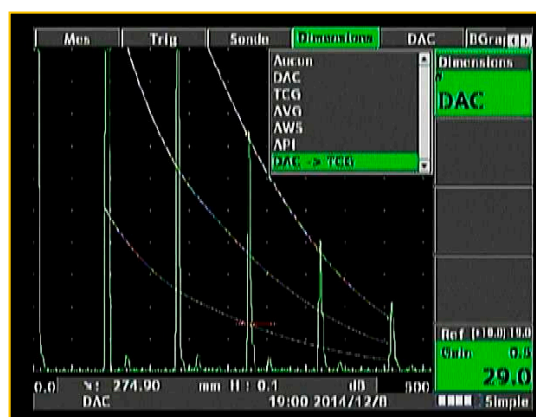 Mes Trig Sonde Dimensions DAC BGra
Aucun
DAC
TCG
AVG
AWS
API
DAC -> TCG
Dimensions
DAC
Ref (+10.0) 19.0
Gain 0.5
29.0
0.0 274.90 mm H : 0.1 dB 500
DAC 19:00 2014/12/8 Simple